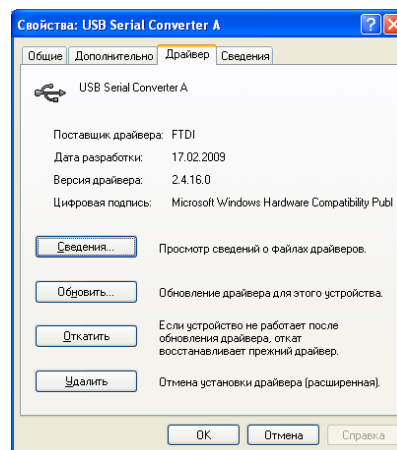 Свойства: USB Serial Converter A
Общие Дополнительно Драйвер Сведения
USB Serial Converter A
Поставщик драйвера: FTDI
Дата разработки: 17.02.2009
Версия драйвера: 2.4.16.0
Цифровая подпись: Microsoft Windows Hardware Compatibility Publ
Сведения... Просмотр сведений о файлах драйверов.
Обновить... Обновление драйвера для этого устройства.
Откатить Если устройство не работает после
обновления драйвера, откат
восстанавливает прежний драйвер.
Удалить Отмена установки драйвера (расширенная).
OK Отмена Справка